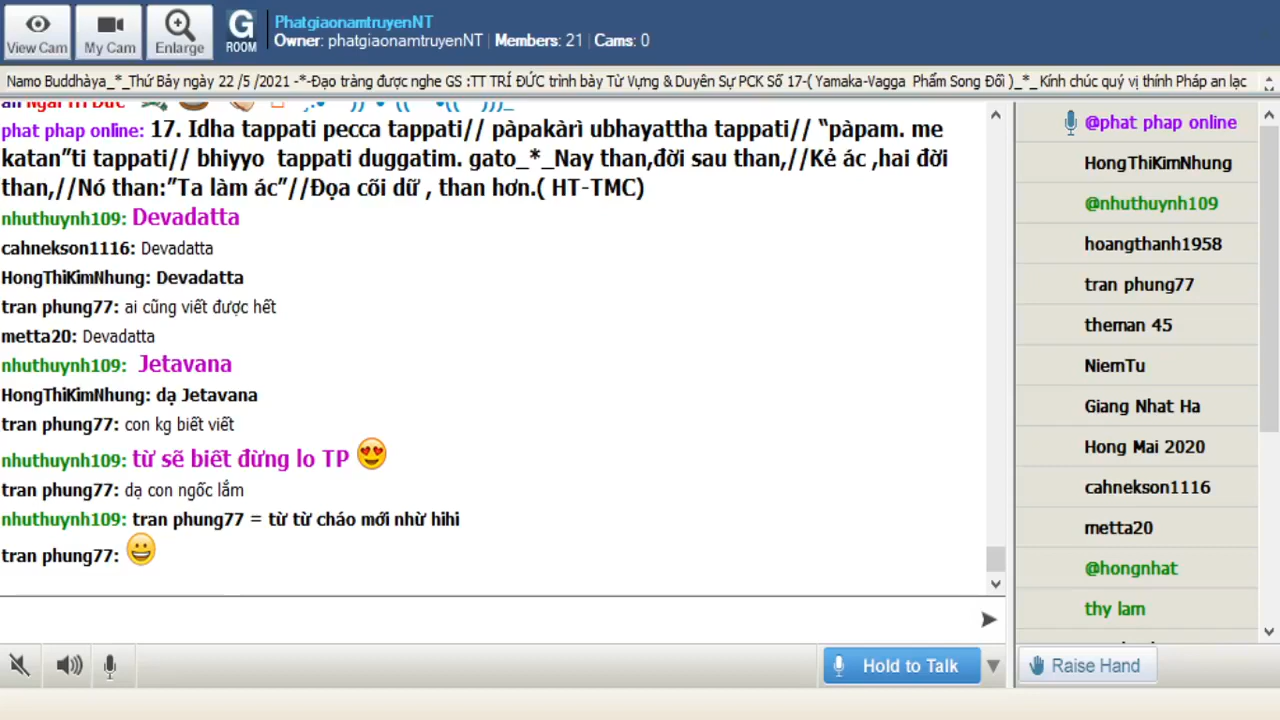 PhatgiaonamtruyenNT
Owner: phatgiaonamtruyenNT | Members: 21 | Cams: 0
View Cam
My Cam
Enlarge
G
ROOM
Namo Buddhàya_*_Thứ Bảy ngày 22 /5 /2021 -*-Đạo tràng được nghe GS :TT TRÍ ĐỨC trình bày Từ Vựng & Duyên Sự PCK Số 17-( Yamaka-Vagga Phẩm Song Đối )_*_ Kính chúc quý vị thính Pháp an lạc
phat phap online: 17. Idha tappati pecca tappati// pàpakàrì ubhayattha tappati// “pàpam. me
katan”ti tappati// bhiyyo tappati duggatim. gato_*_Nay than,đời sau than,//Kẻ ác ,hai đời
than,//Nó than:”Ta làm ác”//Đọa cõi dữ , than hơn.( HT-TMC)
nhuthuynh109: Devadatta
cahnekson1116: Devadatta
HongThiKimNhung: Devadatta
tran phung77: ai cũng viết được hết
metta20: Devadatta
nhuthuynh109: Jetavana
HongThiKimNhung: dạ Jetavana
tran phung77: con kg biết viết
nhuthuynh109: từ sẽ biết đừng lo TP
tran phung77: dạ con ngốc lắm
nhuthuynh109: tran phung77 = từ từ cháo mới nhừ hihi
tran phung77:
@phat phap online
HongThiKimNhung
@nhuthuynh109
hoangthanh1958
tran phung77
theman 45
NiemTu
Giang Nhat Ha
Hong Mai 2020
cahnekson1116
metta20
@hongnhat
thy lam
Hold to Talk
Raise Hand